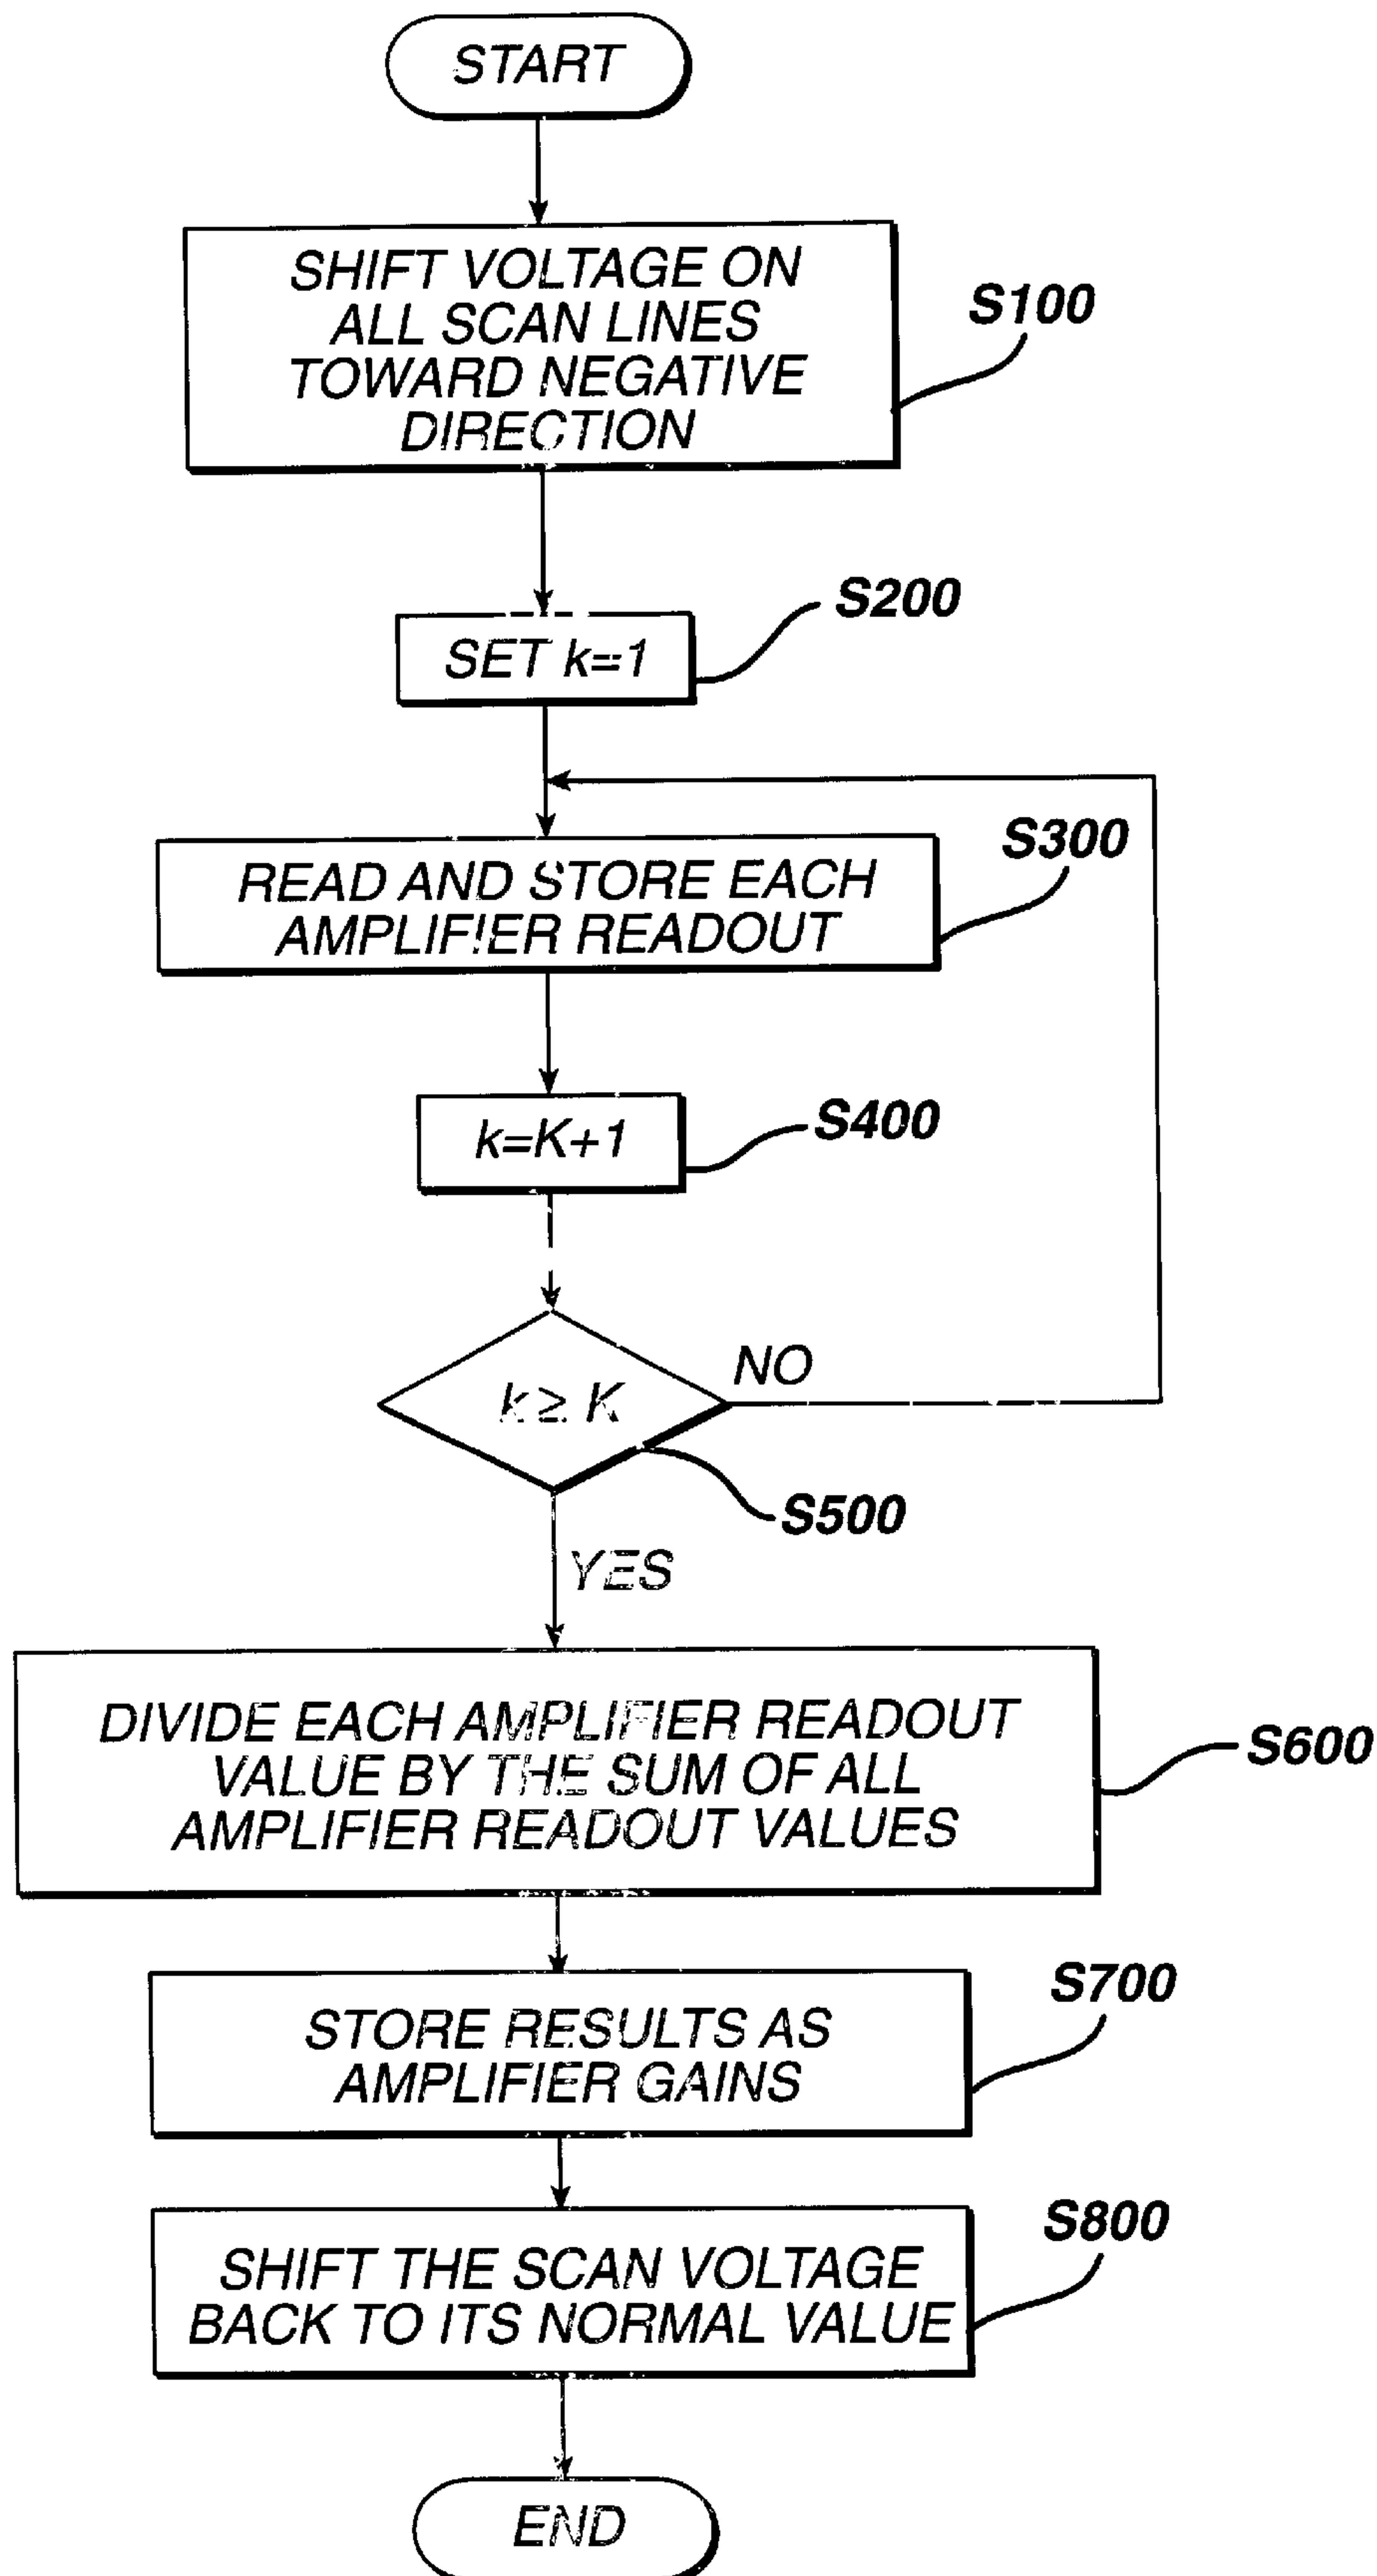 START
SHIFT VOLTAGE ON
ALL SCAN LINES
TOWARD NEGATIVE
DIRECTION
S100
SET k=1
S200
READ AND STORE EACH
AMPLIFIER READOUT
S300
k=K+1
S400
k ≥ K
NO
S500
YES
DIVIDE EACH AMPLIFIER READOUT
VALUE BY THE SUM OF ALL
AMPLIFIER READOUT VALUES
S600
STORE RESULTS AS
AMPLIFIER GAINS
S700
SHIFT THE SCAN VOLTAGE
BACK TO ITS NORMAL VALUE
S800
END